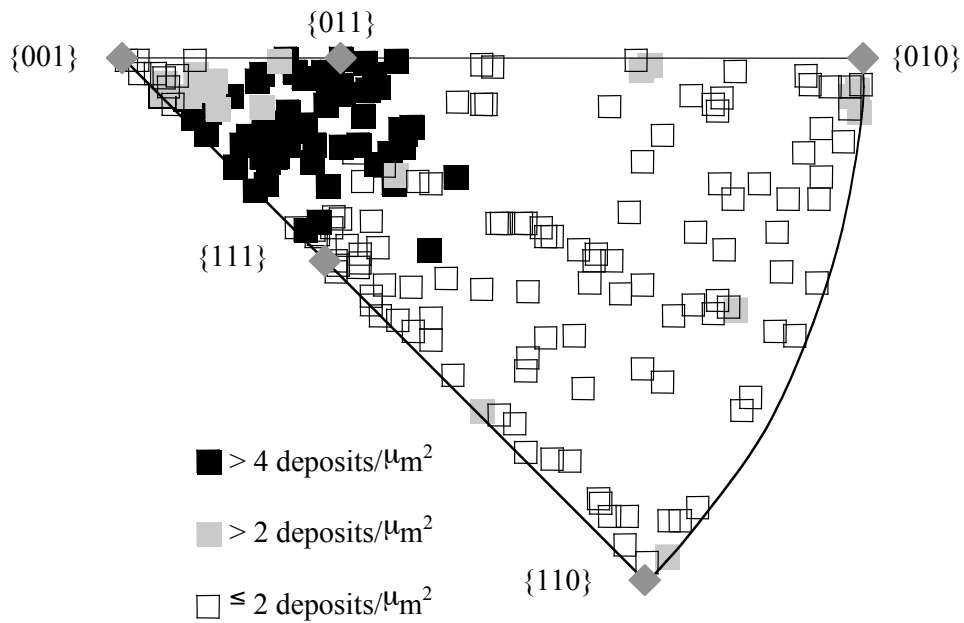 {011}
{001}
{010}
{111}
> 4 deposits/μm²
> 2 deposits/μm²
{110}
≤ 2 deposits/μm²